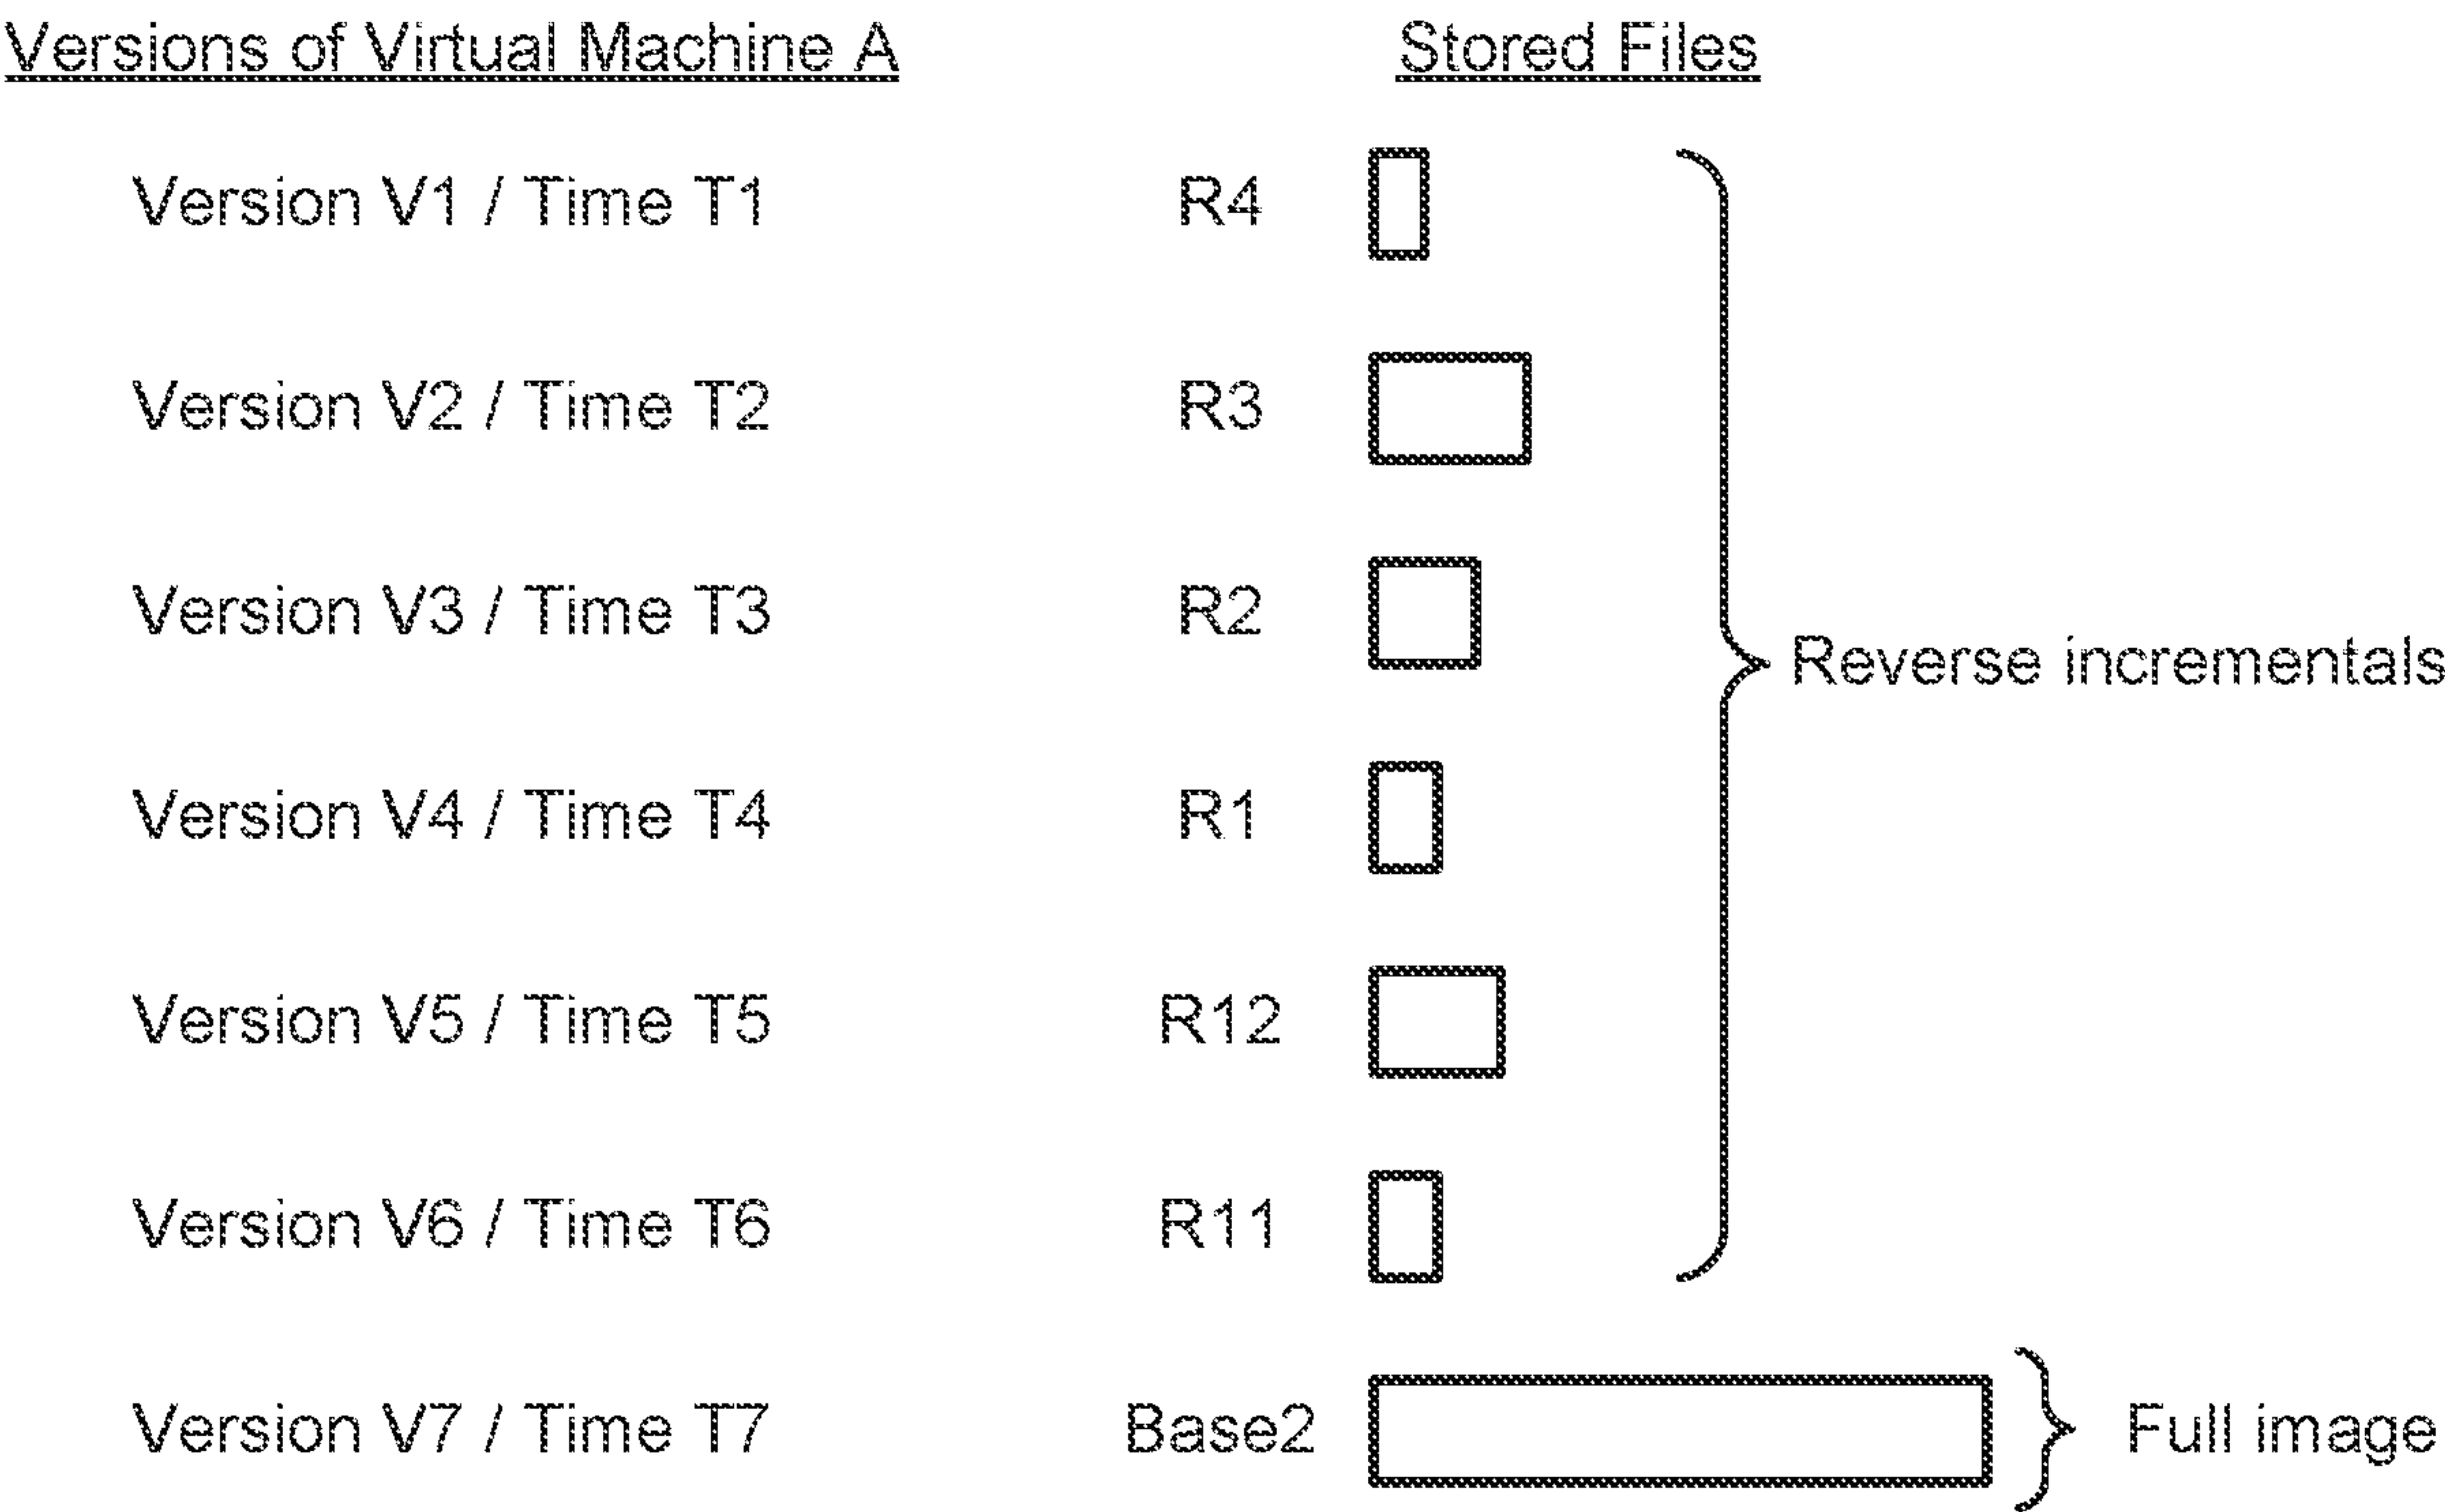 Versions of Virtual Machine A Stored Files
Version V1 / Time T1 R4
Version V2 / Time T2 R3
Version V3 / Time T3 R2
Reverse incrementals
Version V4 / Time T4 R1
Version V5 / Time T5 R12
Version V6 / Time T6 R11
Version V7 / Time T7 Base2 Full image